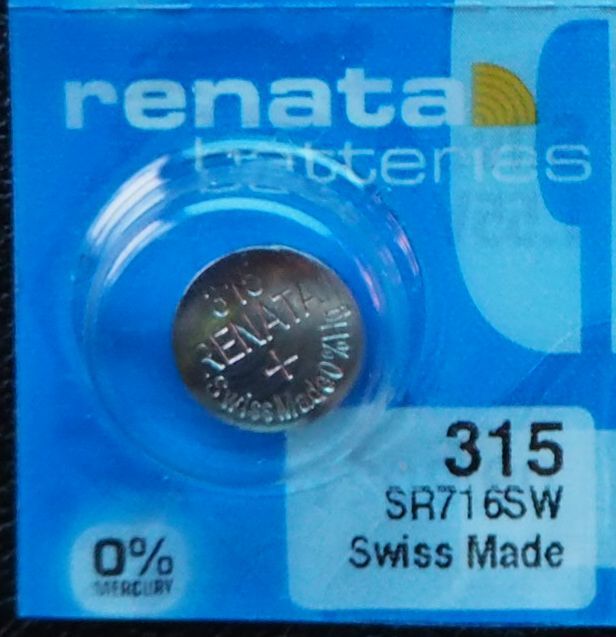 renata
batteries
315
RENATA
+
Swiss Made 0%Hg
315
SR716SW
Swiss Made
0%
MERCURY